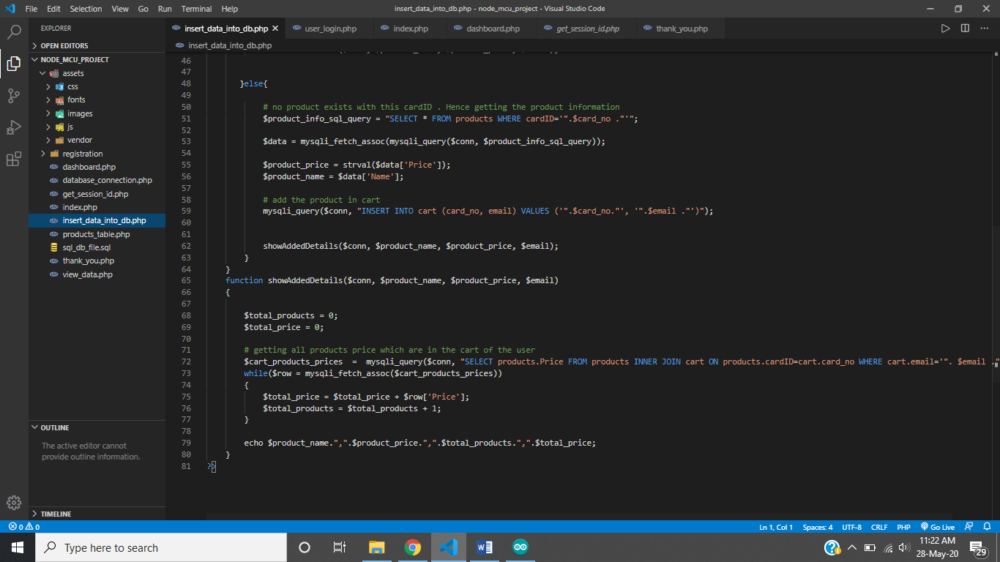 File Edit Selection View Go Run Terminal Help
insert_data_into_db.php - node_mcu_project - Visual Studio Code
EXPLORER
OPEN EDITORS
NODE_MCU_PROJECT
assets
css
fonts
images
js
vendor
registration
dashboard.php
database_connection.php
get_session_id.php
index.php
insert_data_into_db.php
products_table.php
sql_db_file.sql
thank_you.php
view_data.php
OUTLINE
The active editor cannot
provide outline information.
TIMELINE
insert_data_into_db.php user_login.php index.php dashboard.php get_session_id.php thank_you.php
insert_data_into_db.php
46
47
48 }else{
49
50 # no product exists with this cardID . Hence getting the product information
51 $product_info_sql_query = "SELECT * FROM products WHERE cardID='".$card_no ."'";
52
53 $data = mysqli_fetch_assoc(mysqli_query($conn, $product_info_sql_query));
54
55 $product_price = strval($data['Price']);
56 $product_name = $data['Name'];
57
58 # add the product in cart
59 mysqli_query($conn, "INSERT INTO cart (card_no, email) VALUES ('".$card_no."', '".$email ."')");
60
61
62 showAddedDetails($conn, $product_name, $product_price, $email);
63 }
64 }
65 function showAddedDetails($conn, $product_name, $product_price, $email)
66 {
67
68 $total_products = 0;
69 $total_price = 0;
70
71 # getting all products price which are in the cart of the user
72 $cart_products_prices = mysqli_query($conn, "SELECT products.Price FROM products INNER JOIN cart ON products.cardID=cart.card_no WHERE cart.email='". $email ."
73 while($row = mysqli_fetch_assoc($cart_products_prices))
74 {
75 $total_price = $total_price + $row['Price'];
76 $total_products = $total_products + 1;
77 }
78
79 echo $product_name.",".$product_price.",".$total_products.",".$total_price;
80 }
81 ?>
0 0
Ln 1, Col 1 Spaces: 4 UTF-8 CRLF PHP Go Live
Type here to search
11:22 AM
28-May-20
29